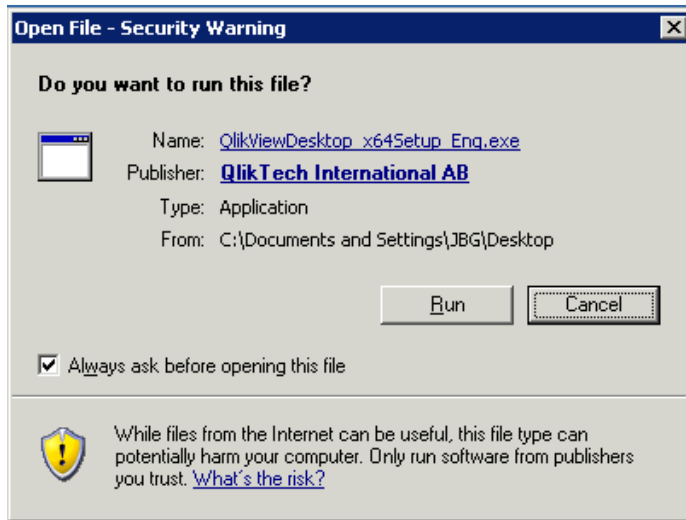 Open File - Security Warning
Do you want to run this file?
Name: QlikViewDesktop_x64Setup_Eng.exe
Publisher: QlikTech International AB
Type: Application
From: C:\Documents and Settings\JBG\Desktop
Run Cancel
Always ask before opening this file
While files from the Internet can be useful, this file type can
potentially harm your computer. Only run software from publishers
you trust. What's the risk?